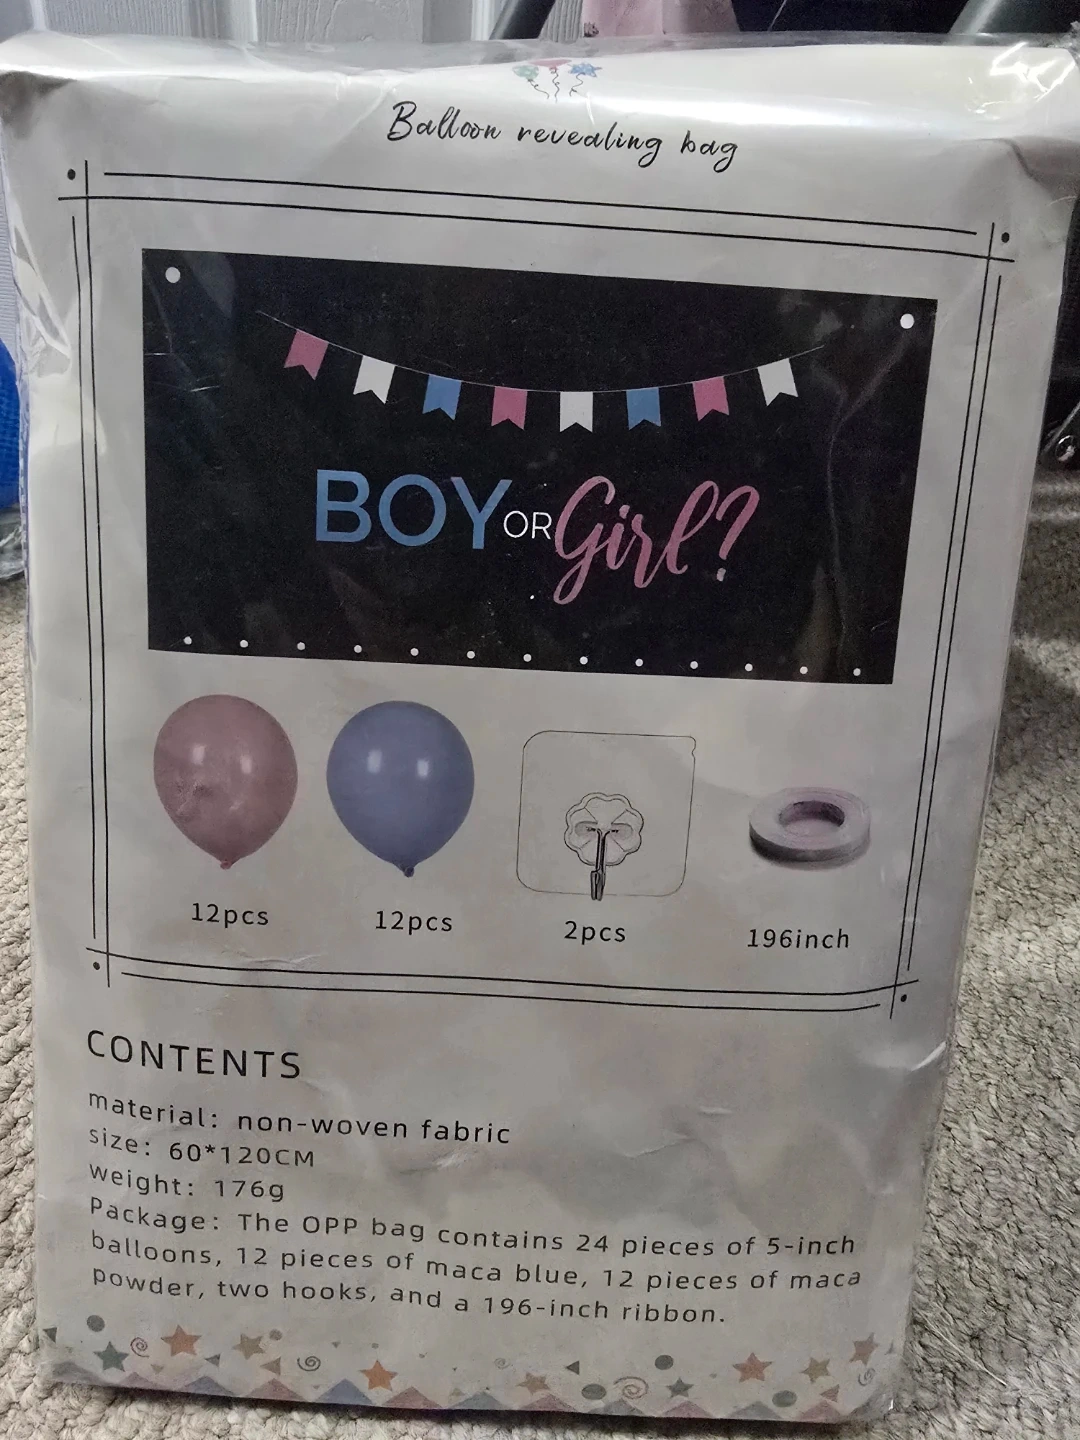 Balloon revealing bag
BOY OR Girl?
12pcs
12pcs
2pcs
196inch
CONTENTS
material: non-woven fabric
size: 60*120CM
weight: 176g
Package: The OPP bag contains 24 pieces of 5-inch
balloons, 12 pieces of maca blue, 12 pieces of maca
powder, two hooks, and a 196-inch ribbon.